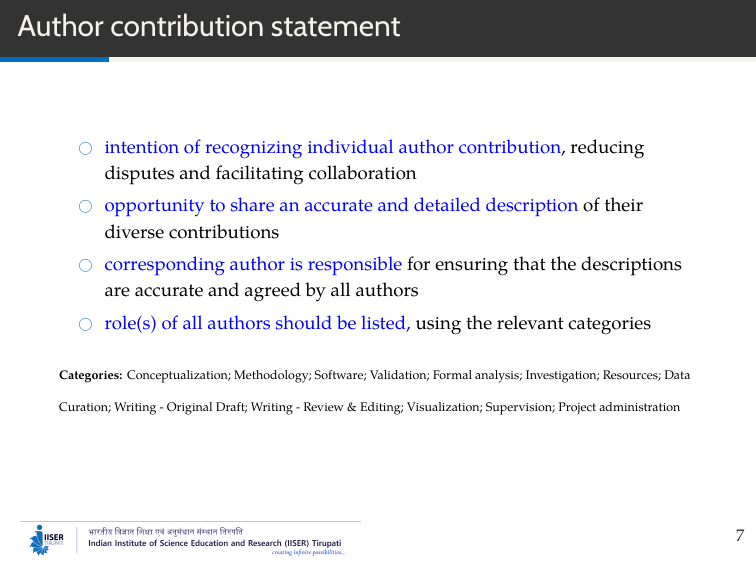 Author contribution statement
intention of recognizing individual author contribution, reducing
disputes and facilitating collaboration
opportunity to share an accurate and detailed description of their
diverse contributions
corresponding author is responsible for ensuring that the descriptions
are accurate and agreed by all authors
role(s) of all authors should be listed, using the relevant categories
Categories: Conceptualization; Methodology; Software; Validation; Formal analysis; Investigation; Resources; Data
Curation; Writing - Original Draft; Writing - Review & Editing; Visualization; Supervision; Project administration
IISER
TIRUPATI
भारतीय विज्ञान शिक्षा एवं अनुसंधान संस्थान तिरुपति
Indian Institute of Science Education and Research (IISER) Tirupati
creating infinite possibilities...
7